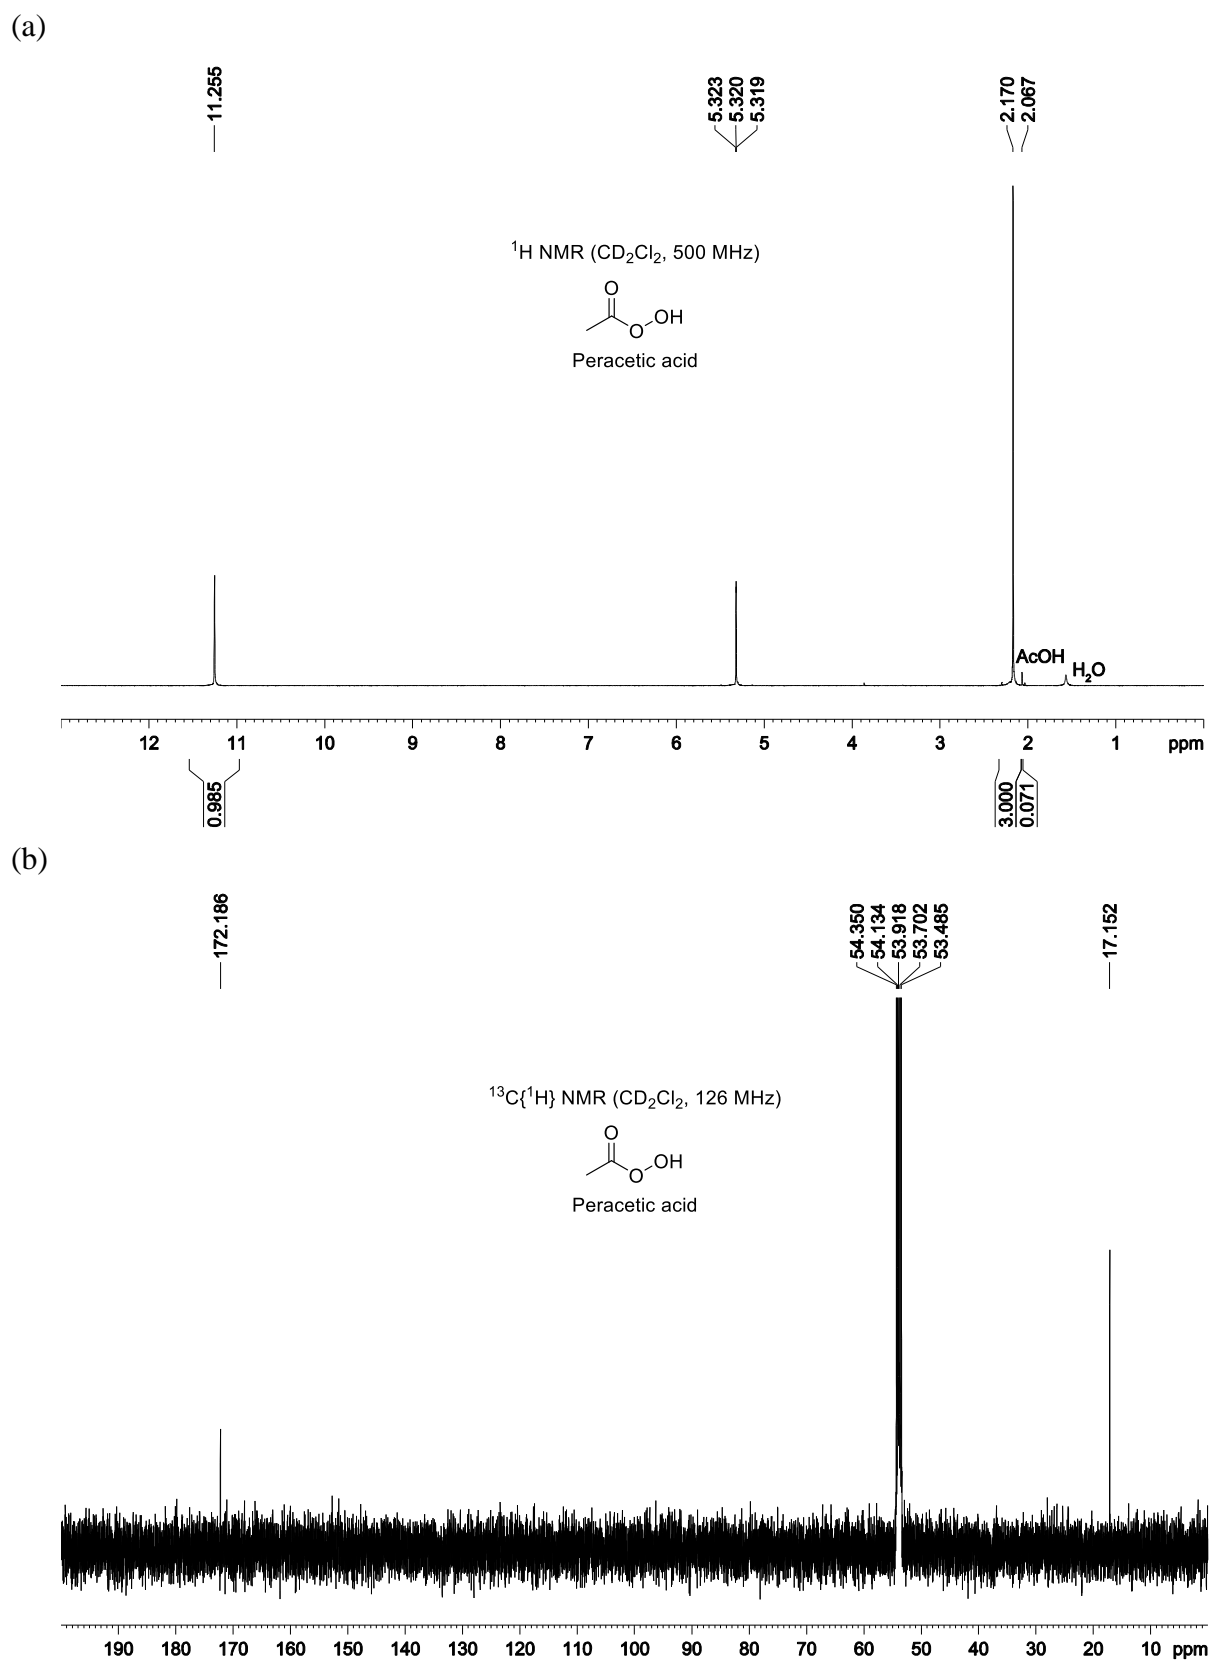 (a)
11.255
5.323
5.320
5.319
2.170
2.067
¹H NMR (CD₂Cl₂, 500 MHz)
O
O
OH
Peracetic acid
AcOH
H₂O
12 11 10 9 8 7 6 5 4 3 2 1 ppm
0.985
3.000
0.071
(b)
172.186
54.350
54.134
53.918
53.702
53.485
17.152
¹³C{¹H} NMR (CD₂Cl₂, 126 MHz)
O
O
OH
Peracetic acid
190 180 170 160 150 140 130 120 110 100 90 80 70 60 50 40 30 20 10 ppm